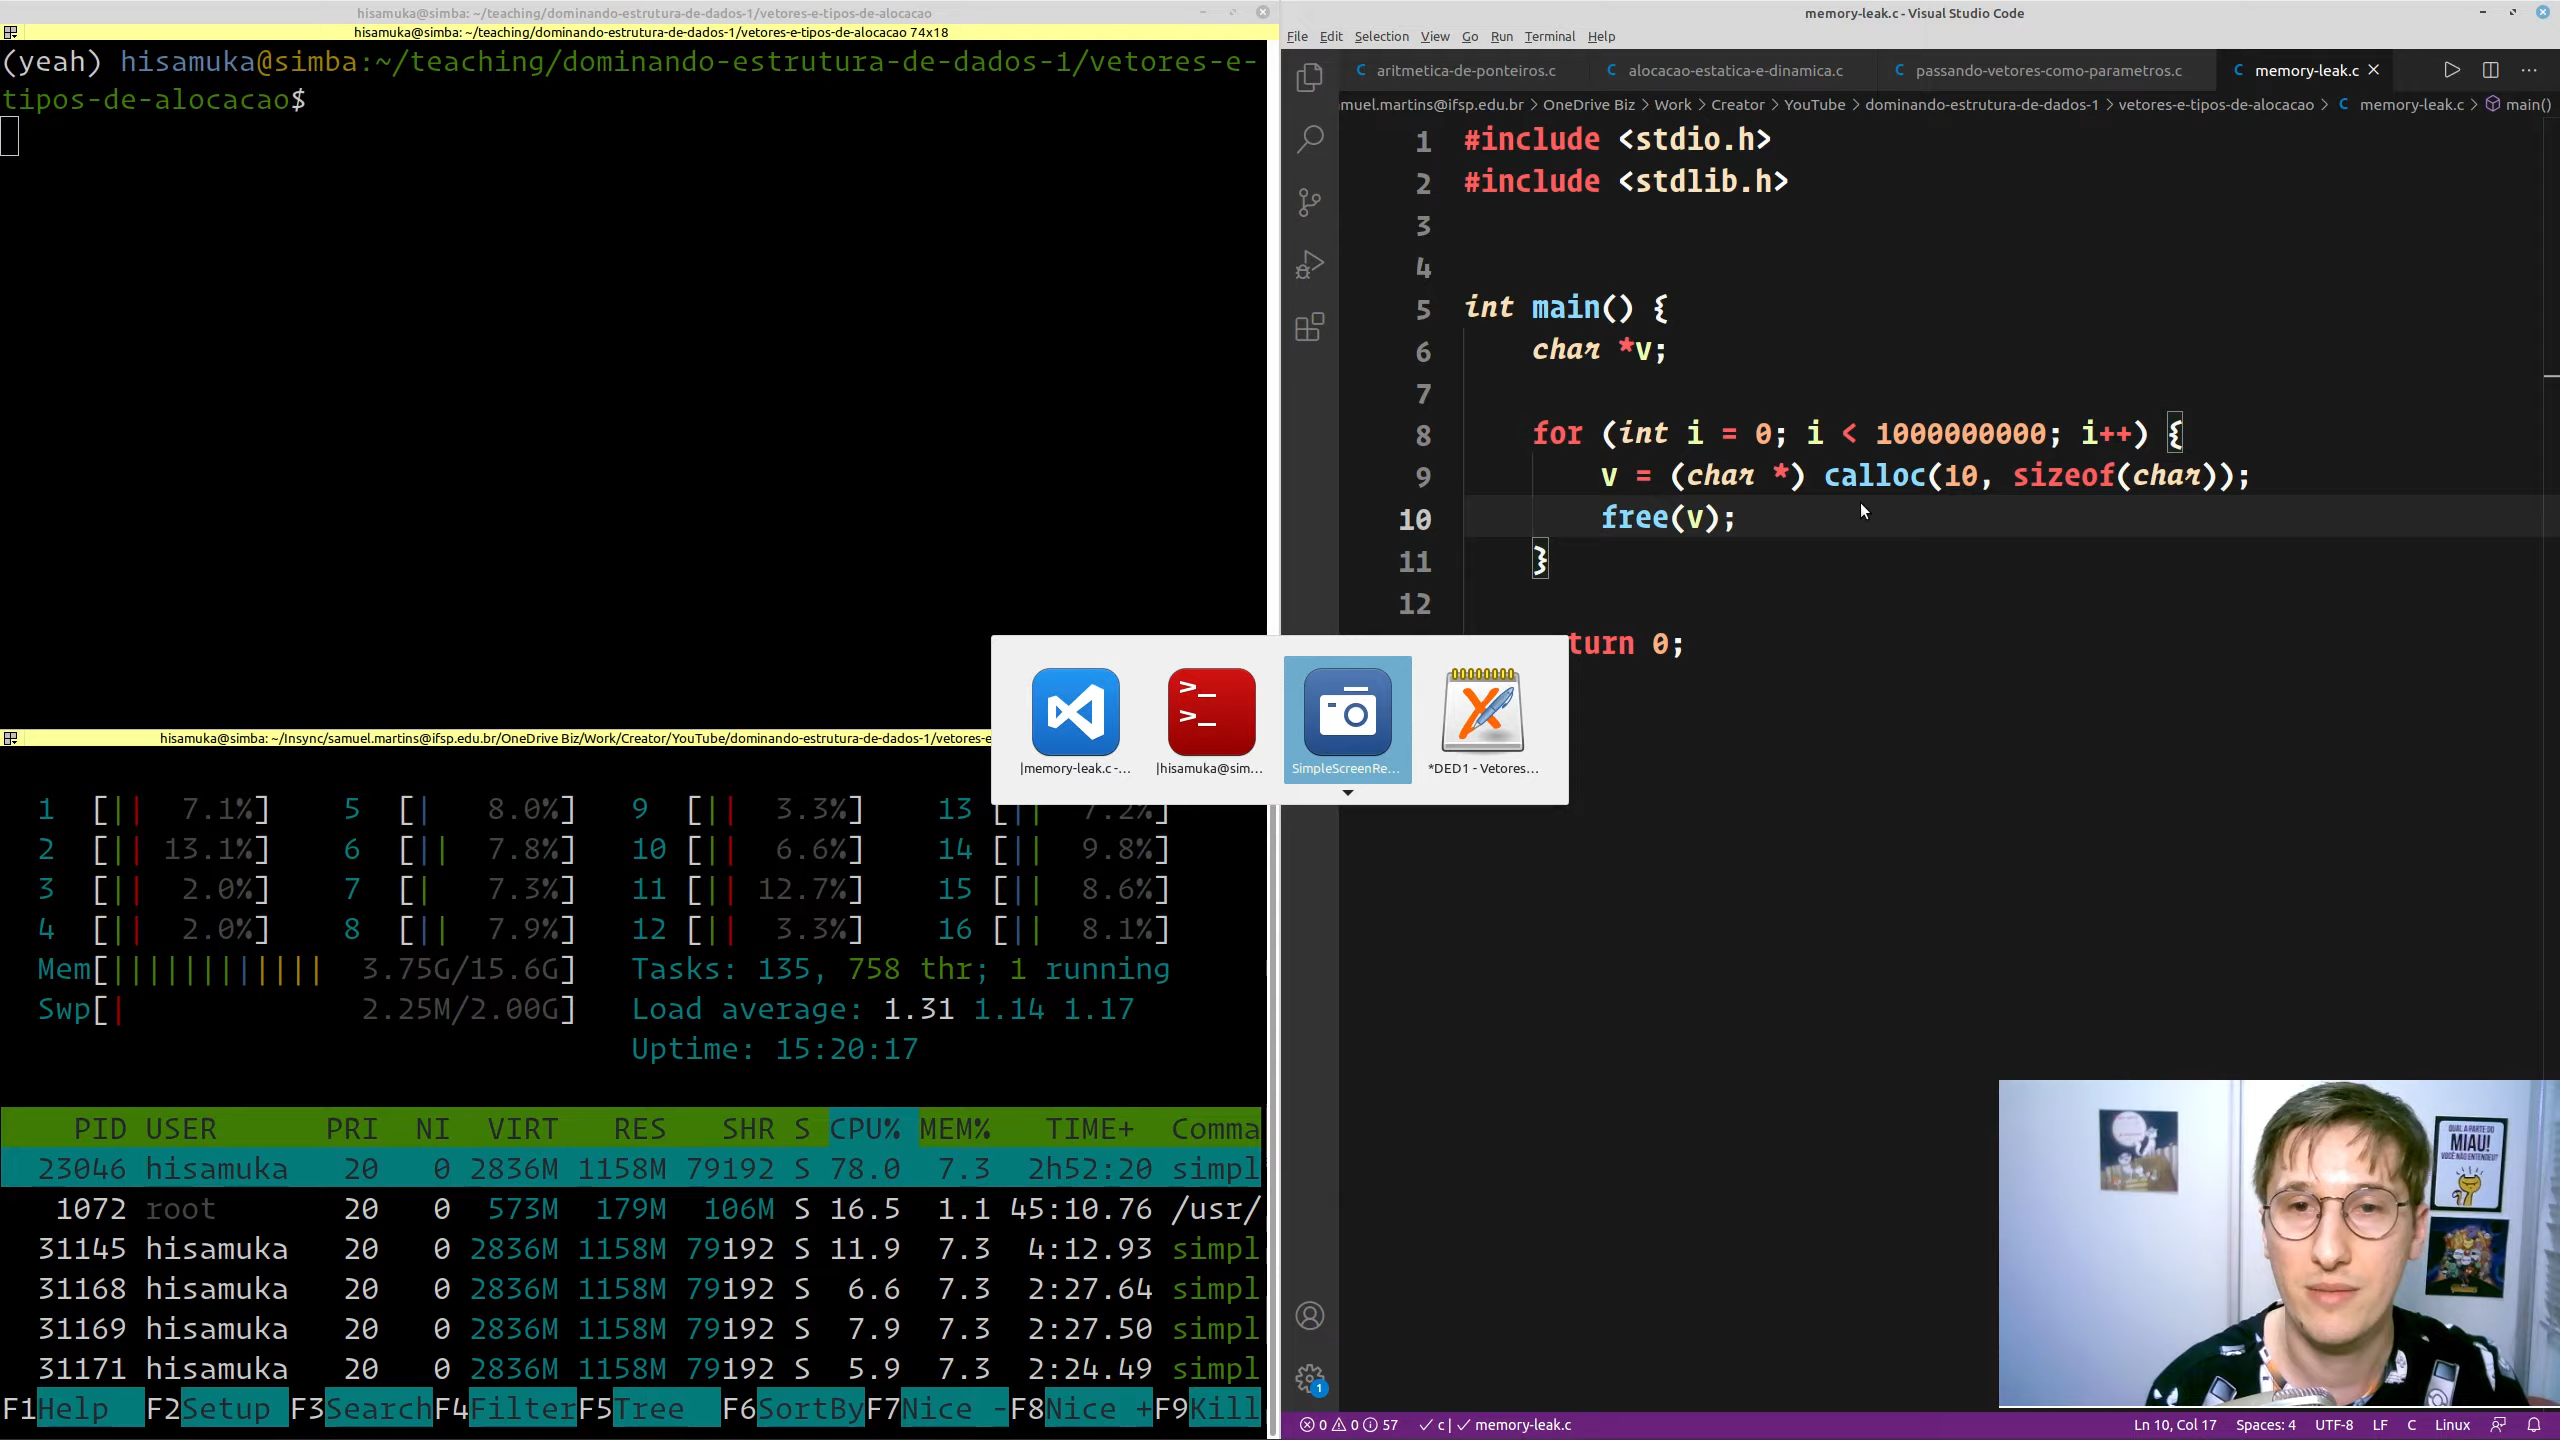 hisamuka@simba: ~/teaching/dominando-estrutura-de-dados-1/vetores-e-tipos-de-alocacao
hisamuka@simba: ~/teaching/dominando-estrutura-de-dados-1/vetores-e-tipos-de-alocacao 74x18
(yeah) hisamuka@simba:~/teaching/dominando-estrutura-de-dados-1/vetores-e-
tipos-de-alocacao$
hisamuka@simba: ~/Insync/samuel.martins@ifsp.edu.br/OneDrive Biz/Work/Creator/YouTube/dominando-estrutura-de-dados-1/vetores-e
1 [|| 7.1%] 5 [| 8.0%] 9 [|| 3.3%] 13 [|| 7.2%]
2 [|| 13.1%] 6 [|| 7.8%] 10 [|| 6.6%] 14 [|| 9.8%]
3 [|| 2.0%] 7 [| 7.3%] 11 [|| 12.7%] 15 [|| 8.6%]
4 [|| 2.0%] 8 [|| 7.9%] 12 [|| 3.3%] 16 [|| 8.1%]
Mem[|||||||||||| 3.75G/15.6G] Tasks: 135, 758 thr; 1 running
Swp[| 2.25M/2.00G] Load average: 1.31 1.14 1.17
Uptime: 15:20:17
PID USER PRI NI VIRT RES SHR S CPU% MEM% TIME+ Comma
23046 hisamuka 20 0 2836M 1158M 79192 S 78.0 7.3 2h52:20 simpl
1072 root 20 0 573M 179M 106M S 16.5 1.1 45:10.76 /usr/
31145 hisamuka 20 0 2836M 1158M 79192 S 11.9 7.3 4:12.93 simpl
31168 hisamuka 20 0 2836M 1158M 79192 S 6.6 7.3 2:27.64 simpl
31169 hisamuka 20 0 2836M 1158M 79192 S 7.9 7.3 2:27.50 simpl
31171 hisamuka 20 0 2836M 1158M 79192 S 5.9 7.3 2:24.49 simpl
F1Help F2Setup F3SearchF4FilterF5Tree F6SortByF7Nice -F8Nice +F9Kill
memory-leak.c - Visual Studio Code
File Edit Selection View Go Run Terminal Help
C aritmetica-de-ponteiros.c C alocacao-estatica-e-dinamica.c C passando-vetores-como-parametros.c C memory-leak.c
muel.martins@ifsp.edu.br > OneDrive Biz > Work > Creator > YouTube > dominando-estrutura-de-dados-1 > vetores-e-tipos-de-alocacao > C memory-leak.c > main()
1 #include <stdio.h>
2 #include <stdlib.h>
3
4
5 int main() {
6 char *v;
7
8 for (int i = 0; i < 1000000000; i++) {
9 v = (char *) calloc(10, sizeof(char));
10 free(v);
11 }
12
turn 0;
|memory-leak.c -...
|hisamuka@sim...
SimpleScreenRe...
*DED1 - Vetores...
QUAL A PARTE DO
MIAU!
VOCÊ NÃO ENTENDEU?
1
0 0 57 c | memory-leak.c Ln 10, Col 17 Spaces: 4 UTF-8 LF C Linux